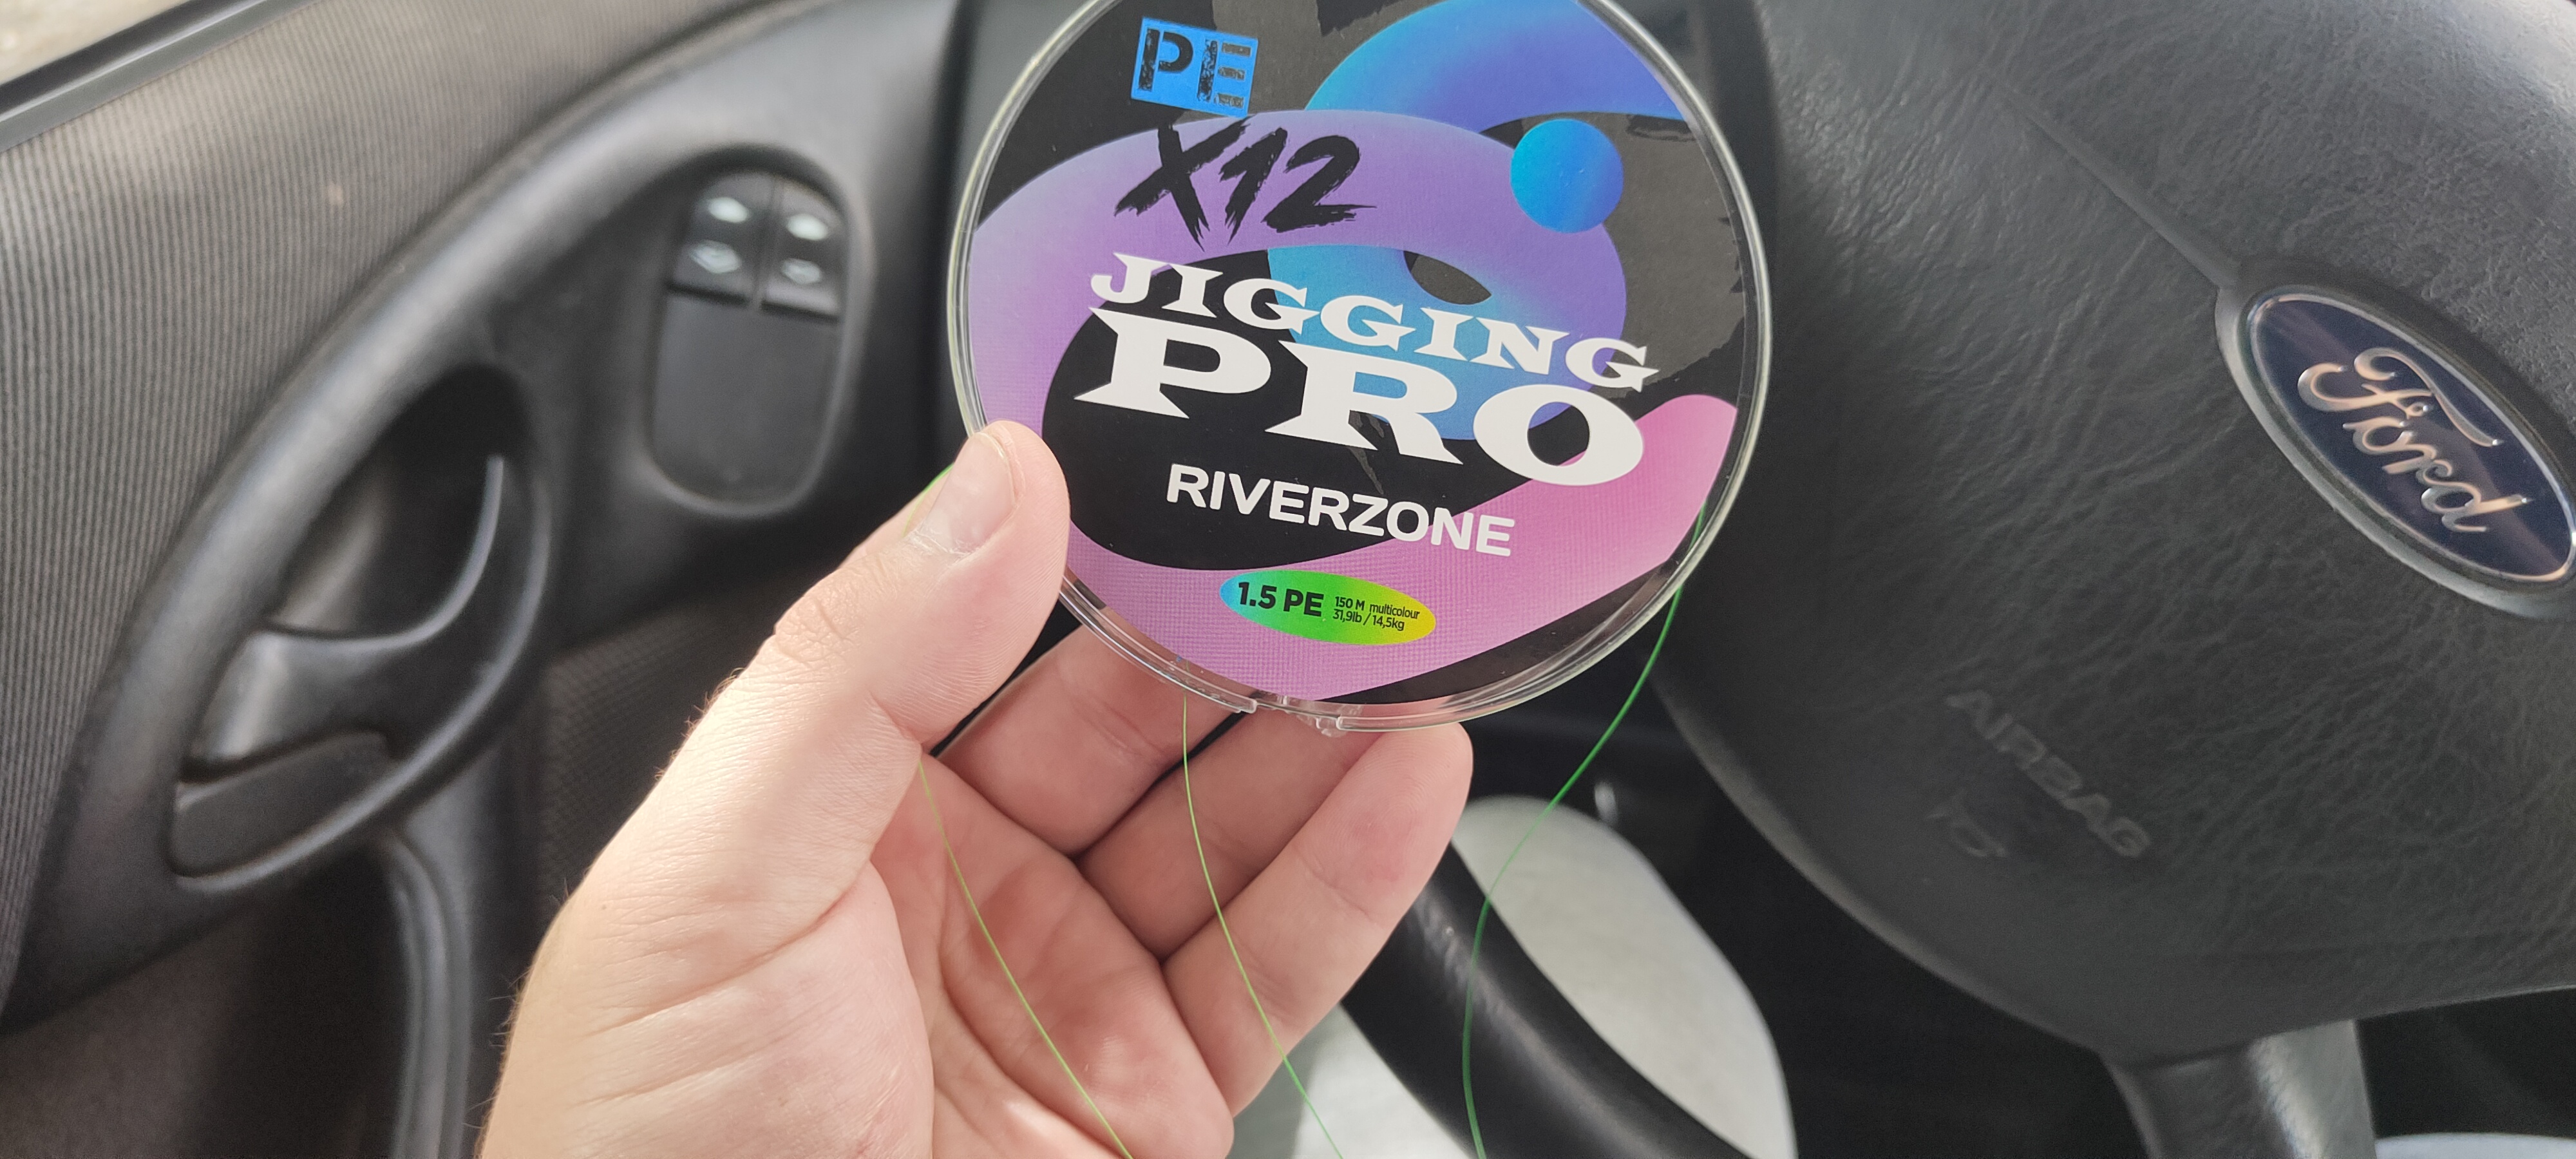 PE
X12
JIGGING
PRO
RIVERZONE
1.5 PE
150 M multicolour
31,9lb / 14,5kg
Ford
AIRBAG